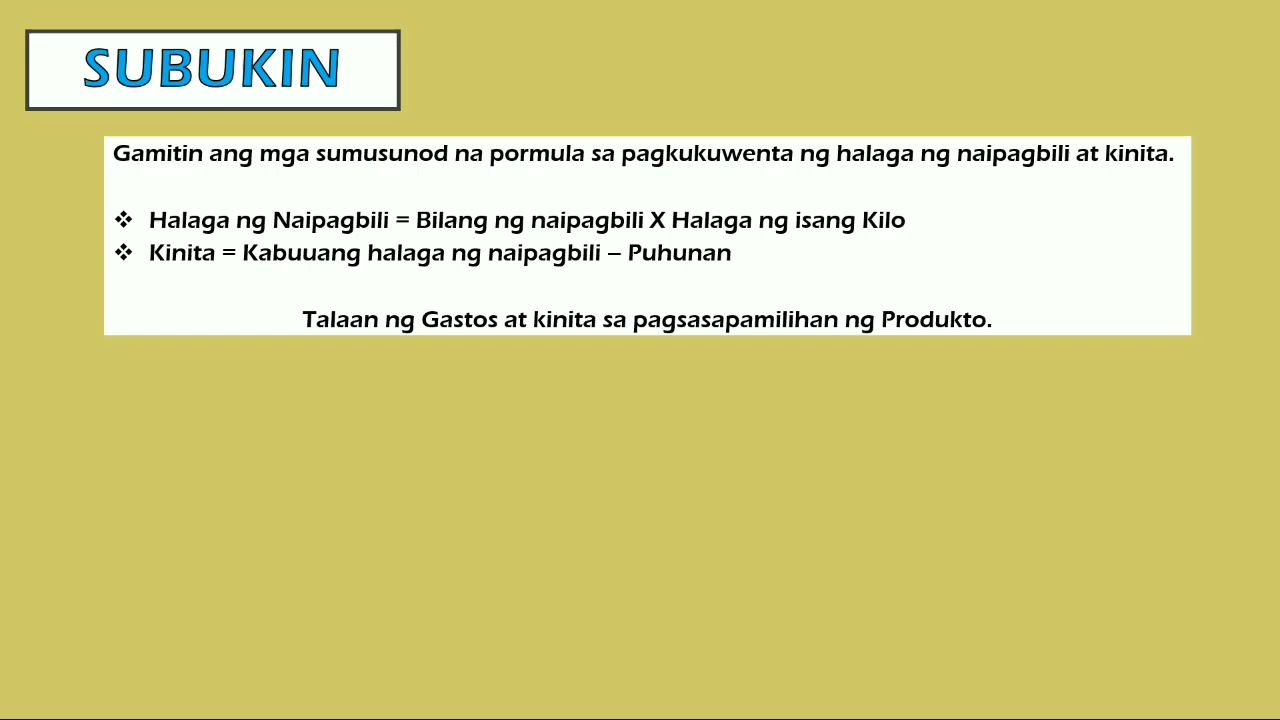 SUBUKIN
Gamitin ang mga sumusunod na pormula sa pagkukuwenta ng halaga ng naipagbili at kinita.
❖ Halaga ng Naipagbili = Bilang ng naipagbili X Halaga ng isang Kilo
❖ Kinita = Kabuuang halaga ng naipagbili – Puhunan
Talaan ng Gastos at kinita sa pagsasapamilihan ng Produkto.